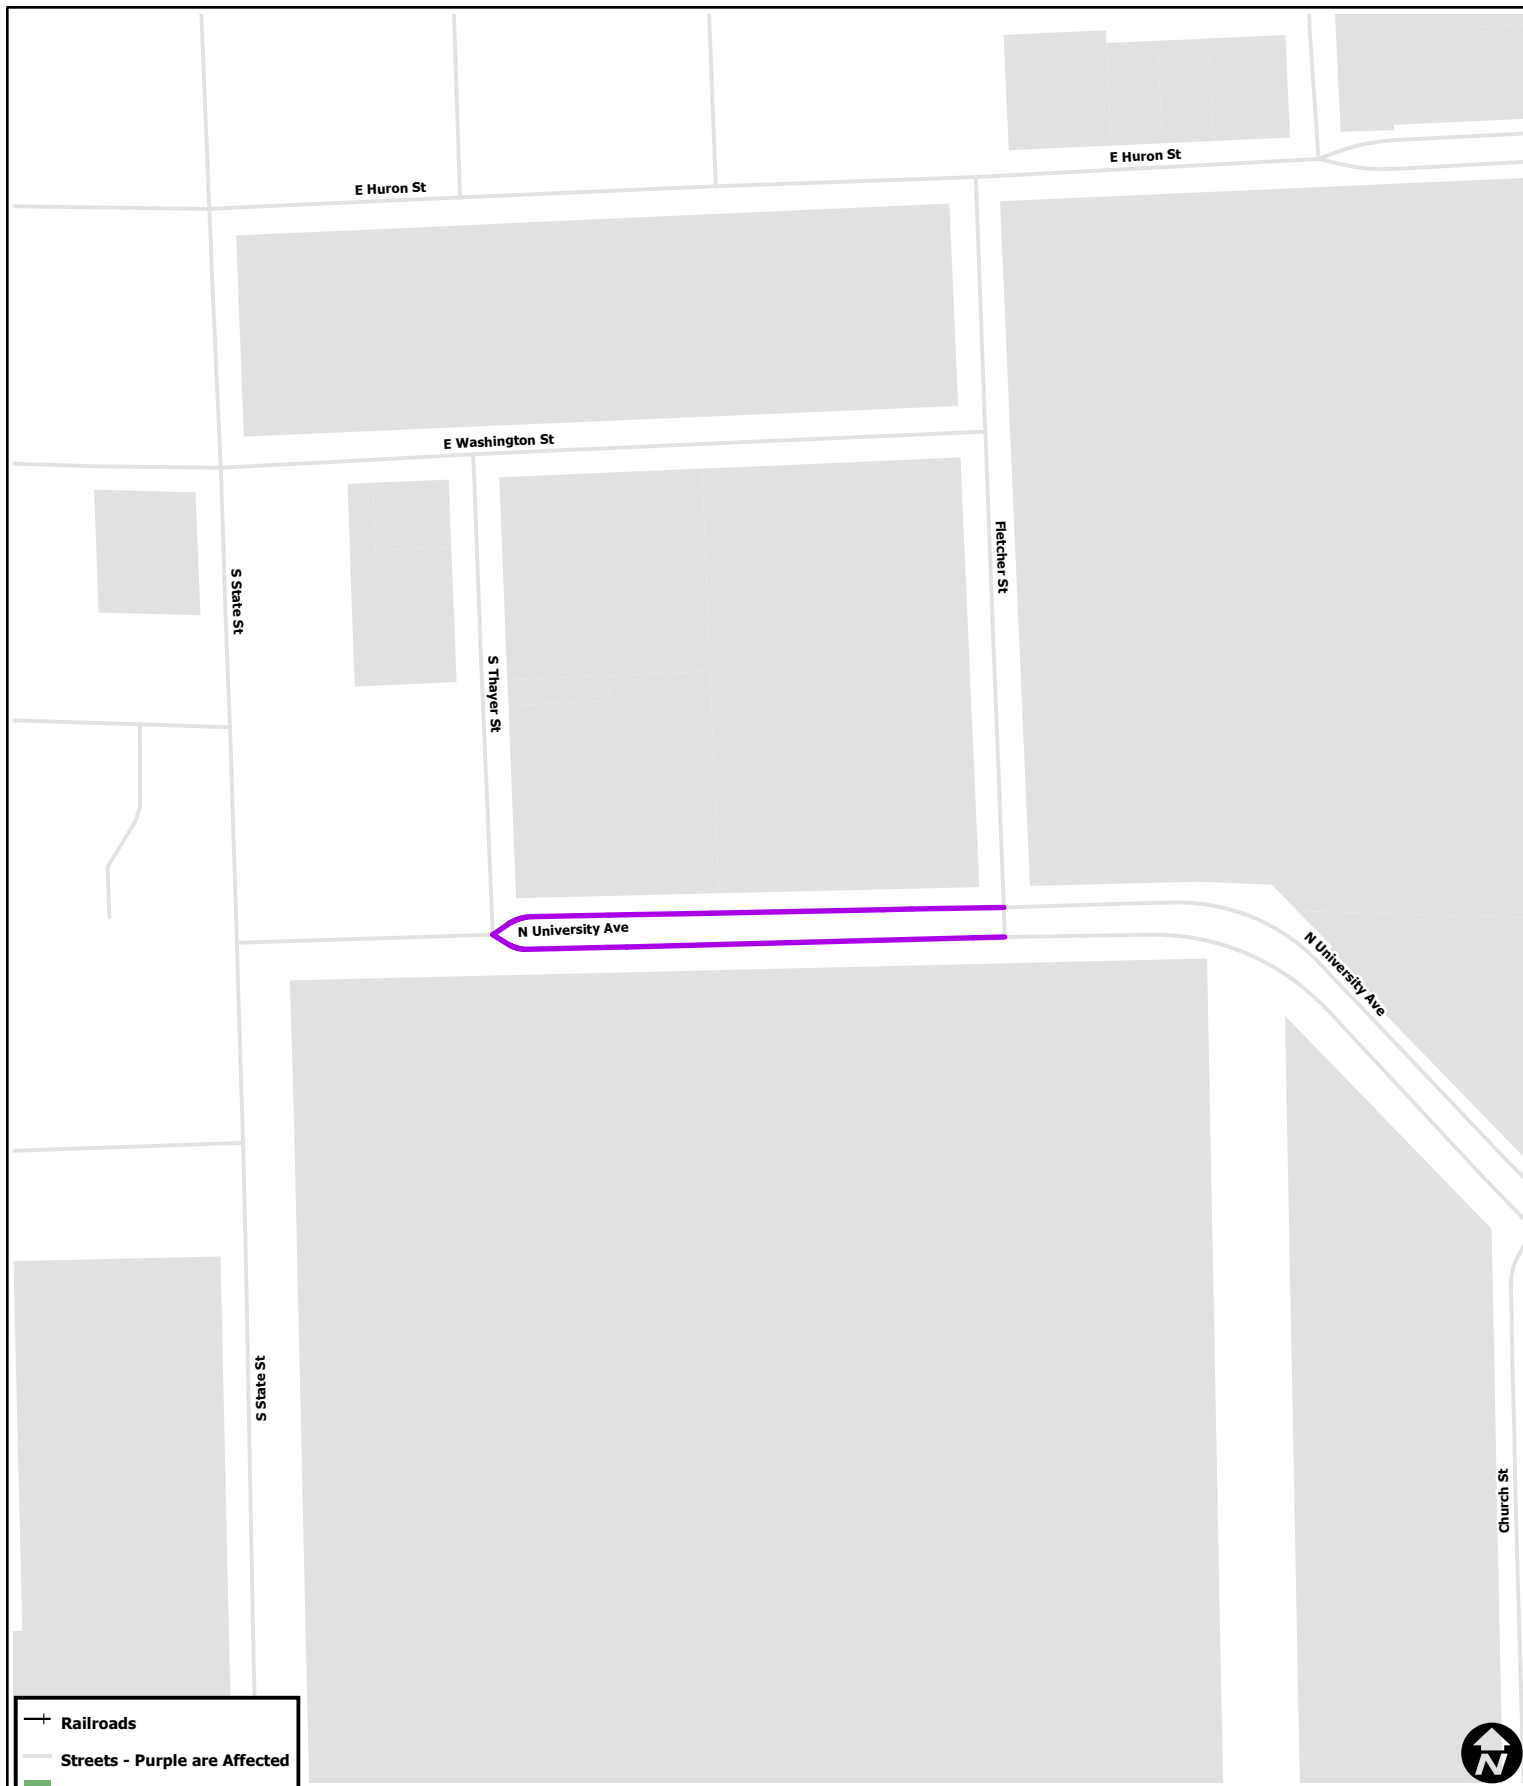 E Huron St
E Huron St
E Washington St
Fletcher St
S State St
S Thayer St
N University Ave
N University Ave
S State St
Church St
Railroads
Streets - Purple are Affected
N